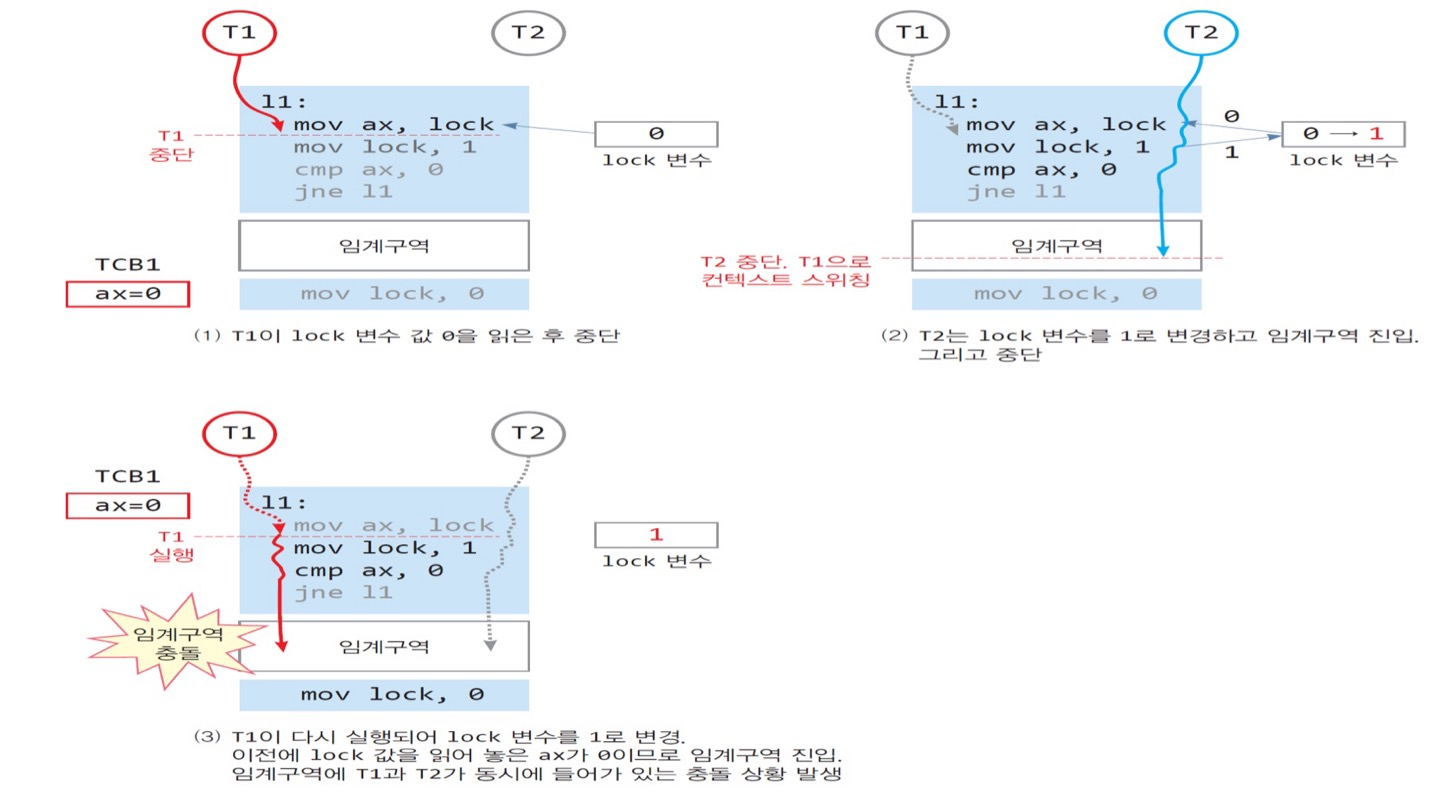 T1
T2
l1:
mov ax, lock
mov lock, 1
cmp ax, 0
jne l1
T1
중단
0
lock 변수
임계구역
TCB1
ax=0
mov lock, 0
(1) T1이 lock 변수 값 0을 읽은 후 중단
T1
T2
l1:
mov ax, lock
mov lock, 1
cmp ax, 0
jne l1
0
1
0 → 1
lock 변수
임계구역
T2 중단. T1으로
컨텍스트 스위칭
mov lock, 0
(2) T2는 lock 변수를 1로 변경하고 임계구역 진입.
그리고 중단
T1
T2
TCB1
ax=0
l1:
mov ax, lock
mov lock, 1
cmp ax, 0
jne l1
T1
실행
1
lock 변수
임계구역
충돌
임계구역
mov lock, 0
(3) T1이 다시 실행되어 lock 변수를 1로 변경.
이전에 lock 값을 읽어 놓은 ax가 0이므로 임계구역 진입.
임계구역에 T1과 T2가 동시에 들어가 있는 충돌 상황 발생